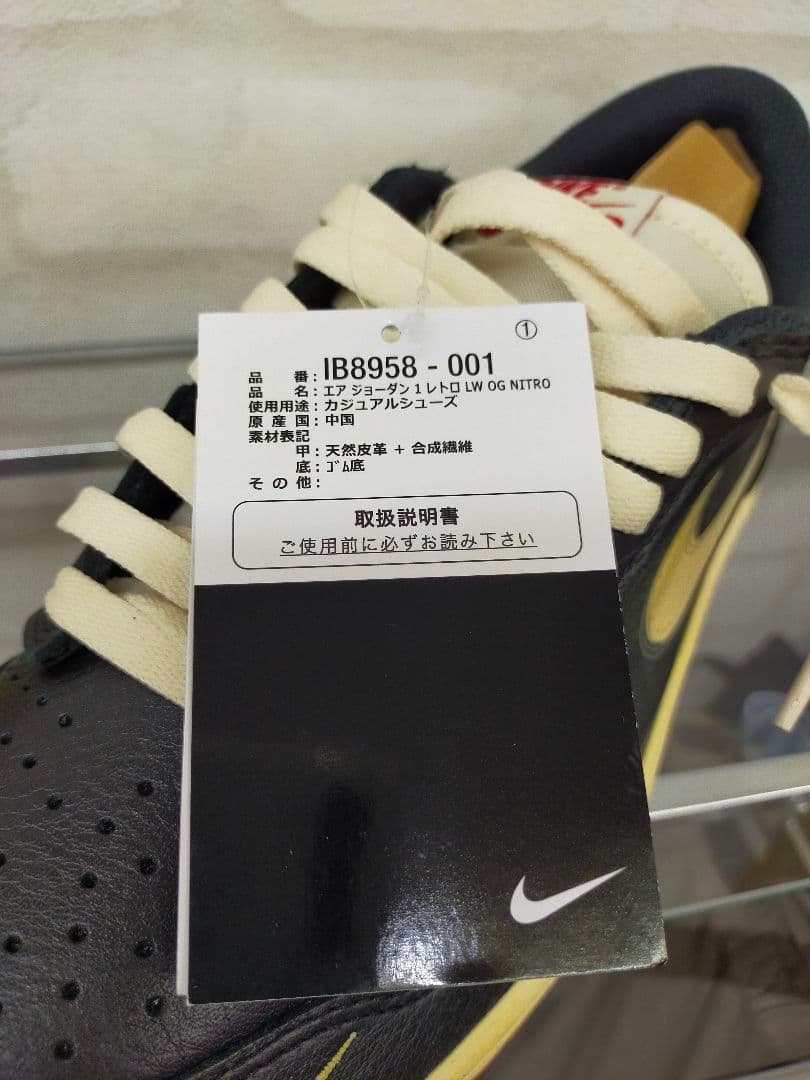 ①
品番：IB8958 - 001
品名：エア ジョーダン 1 レトロ LW OG NITRO
使用用途：カジュアルシューズ
原産国：中国
素材表記
甲：天然皮革 + 合成繊維
底：ｺﾞﾑ底
その他：
取扱説明書
ご使用前に必ずお読み下さい